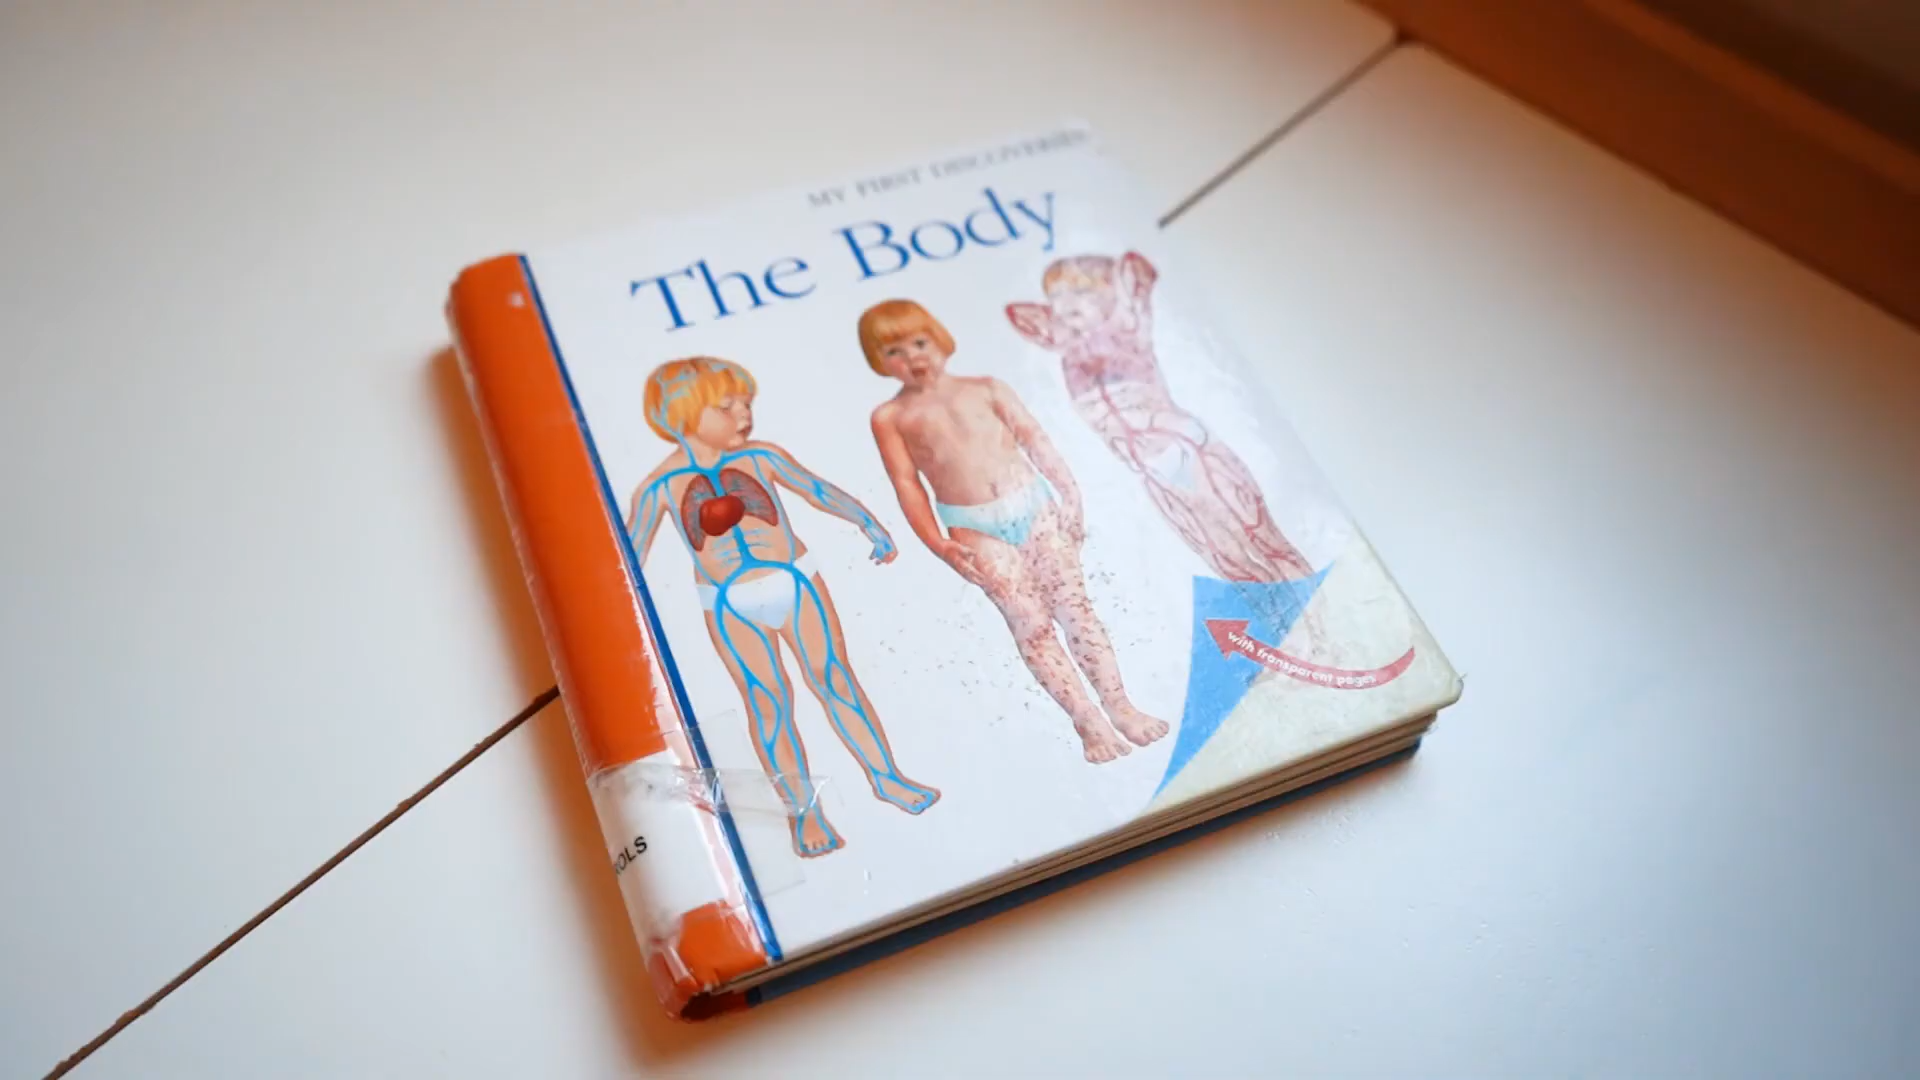 MY FIRST DISCOVERIES
The Body
with transparent pages
OLS